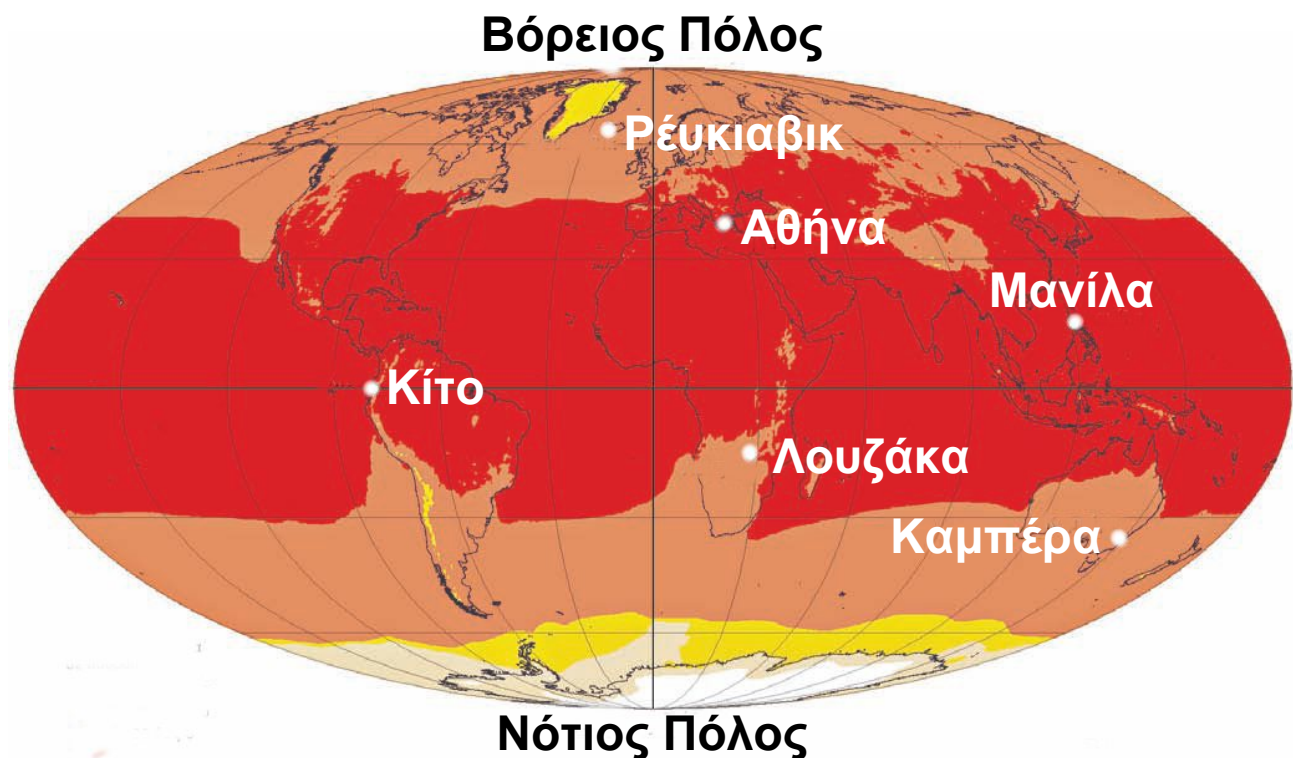 Βόρειος Πόλος
Ρέυκιαβικ
Αθήνα
Μανίλα
Κίτο
Λουζάκα
Καμπέρα
Νότιος Πόλος